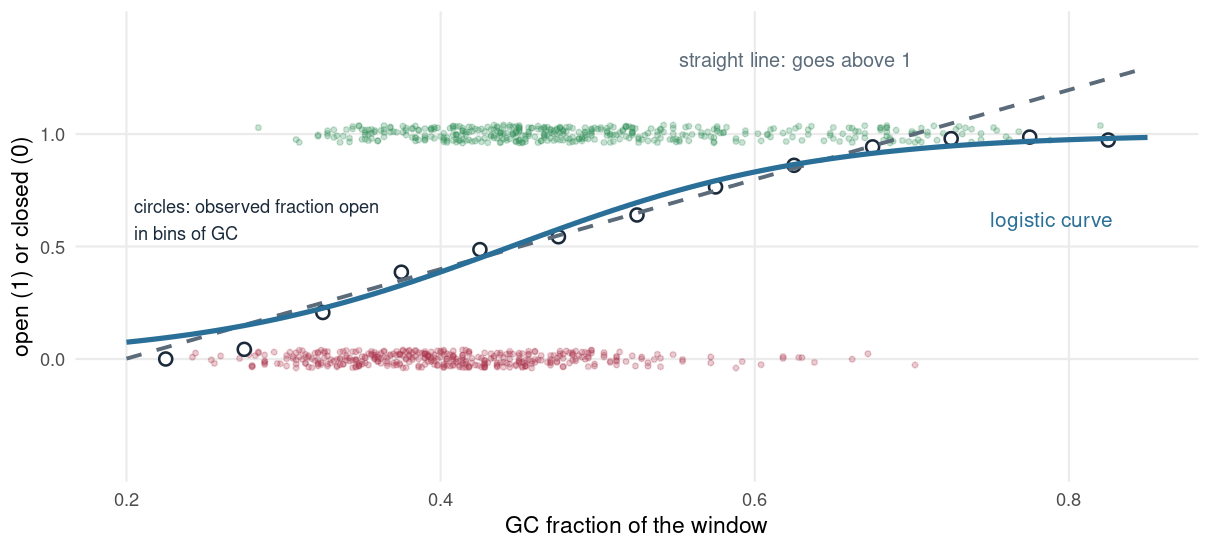 straight line: goes above 1
1.0
circles: observed fraction open
in bins of GC
logistic curve
0.5
0.0
open (1) or closed (0)
0.2 0.4 0.6 0.8
GC fraction of the window